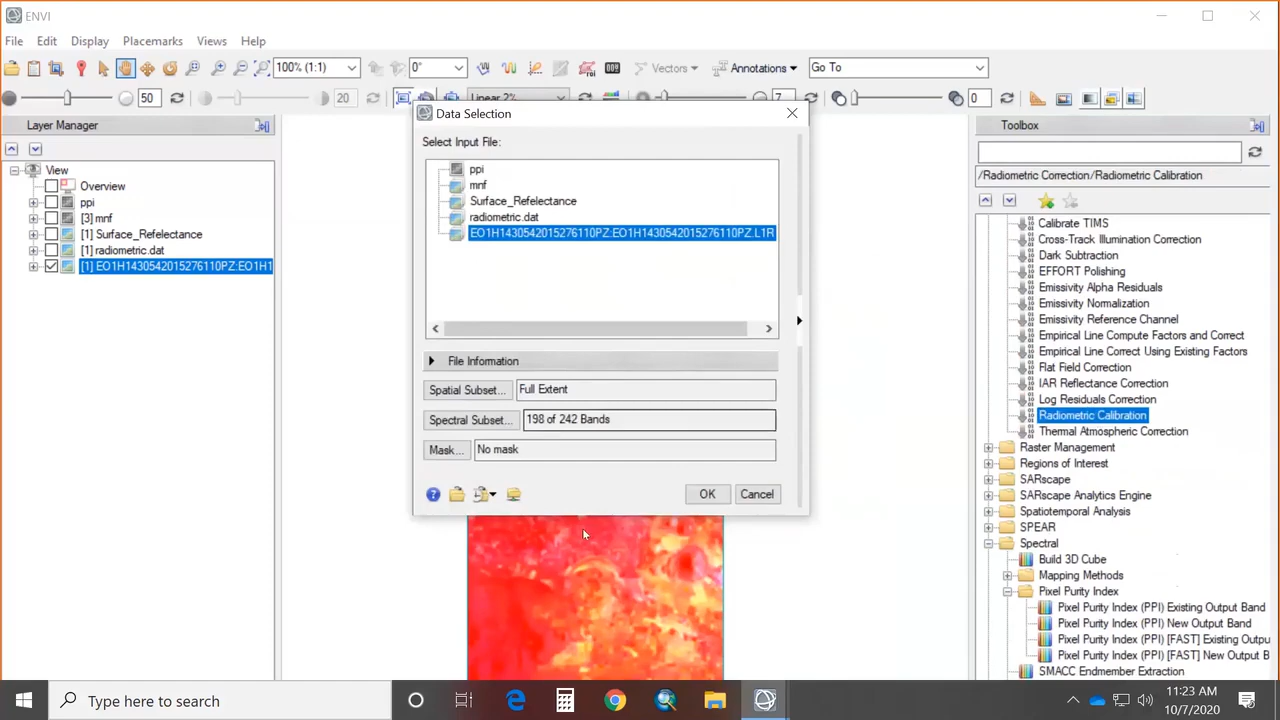 ENVI
File Edit Display Placemarks Views Help
100% (1:1) 0° Vectors Annotations Go To
50 20 Linear 2% 7 0
Layer Manager
View
Overview
ppi
[3] mnf
[1] Surface_Refelectance
[1] radiometric.dat
[1] EO1H1430542015276110PZ:EO1H1
Data Selection
Select Input File:
ppi
mnf
Surface_Refelectance
radiometric.dat
EO1H1430542015276110PZ:EO1H1430542015276110PZ.L1R
File Information
Spatial Subset... Full Extent
Spectral Subset... 198 of 242 Bands
Mask... No mask
OK Cancel
Toolbox
/Radiometric Correction/Radiometric Calibration
Calibrate TIMS
Cross-Track Illumination Correction
Dark Subtraction
EFFORT Polishing
Emissivity Alpha Residuals
Emissivity Normalization
Emissivity Reference Channel
Empirical Line Compute Factors and Correct
Empirical Line Correct Using Existing Factors
Flat Field Correction
IAR Reflectance Correction
Log Residuals Correction
Radiometric Calibration
Thermal Atmospheric Correction
Raster Management
Regions of Interest
SARscape
SARscape Analytics Engine
Spatiotemporal Analysis
SPEAR
Spectral
Build 3D Cube
Mapping Methods
Pixel Purity Index
Pixel Purity Index (PPI) Existing Output Band
Pixel Purity Index (PPI) New Output Band
Pixel Purity Index (PPI) [FAST] Existing Outpu
Pixel Purity Index (PPI) [FAST] New Output B
SMACC Endmember Extraction
Type here to search
11:23 AM
10/7/2020